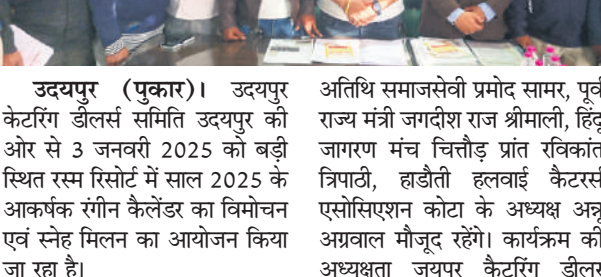 उदयपुर (पुकार)। उदयपुर
केटरिंग डीलर्स समिति उदयपुर की
ओर से 3 जनवरी 2025 को बड़ी
स्थित रस्म रिसोर्ट में साल 2025 के
आकर्षक रंगीन कैलेंडर का विमोचन
एवं स्नेह मिलन का आयोजन किया
जा रहा है।
अतिथि समाजसेवी प्रमोद सामर, पूर्व
राज्य मंत्री जगदीश राज श्रीमाली, हिंदू
जागरण मंच चित्तौड़ प्रांत रविकांत
त्रिपाठी, हाडौती हलवाई कैटरर्स
एसोसिएशन कोटा के अध्यक्ष अन्नू
अग्रवाल मौजूद रहेंगे। कार्यक्रम की
अध्यक्षता जयपुर कैटरिंग डीलर्स